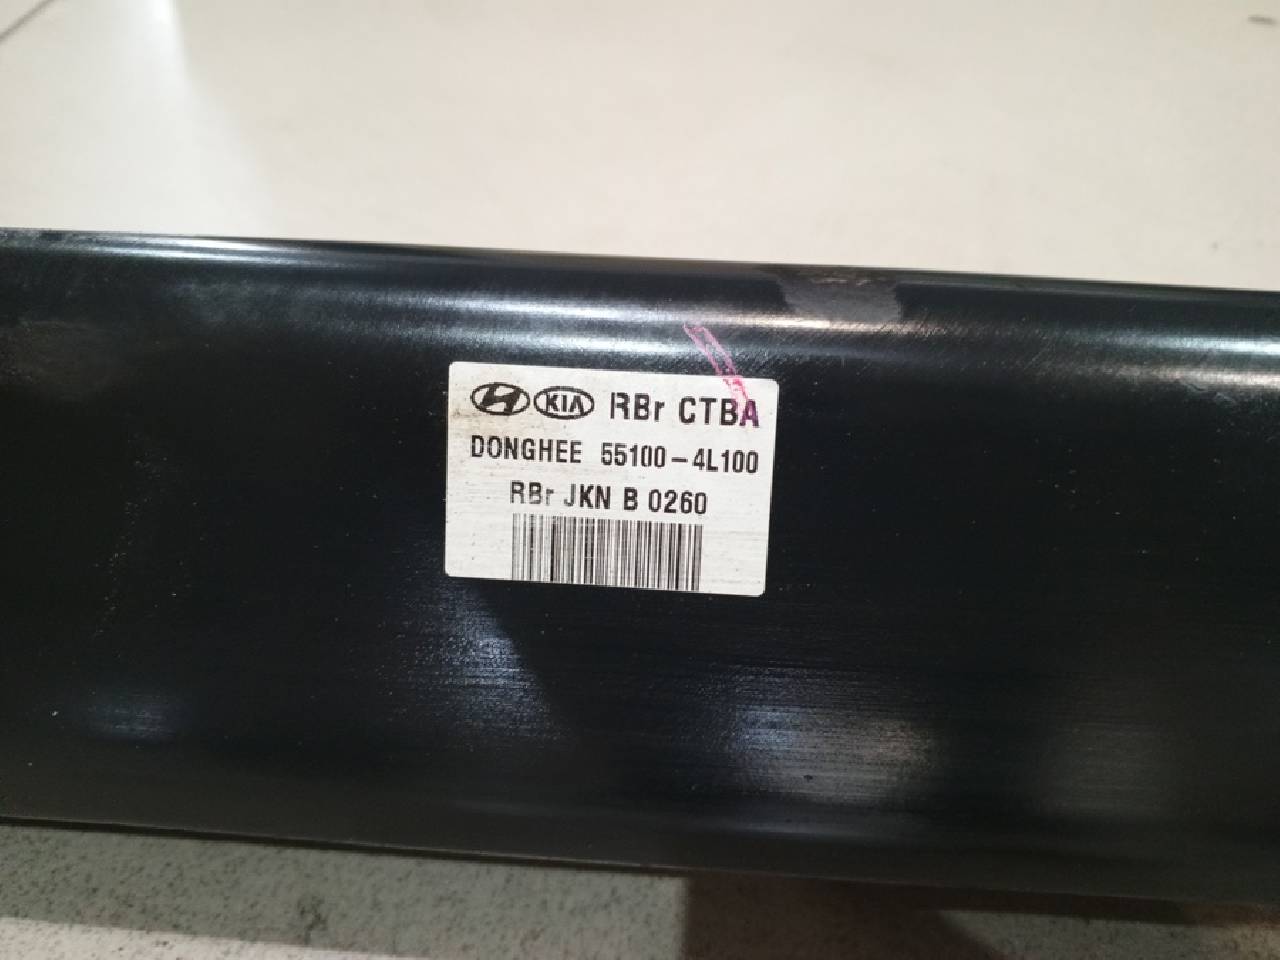 KIA RBr CTBA
DONGHEE 55100-4L100
RBr JKN B 0260